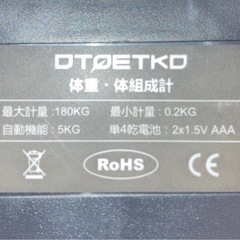 DTOETKD
体重・体組成計
最大計量:180KG 最小計量:0.2KG
自動機能:5KG 単4乾電池:2x1.5V AAA
RoHS CE